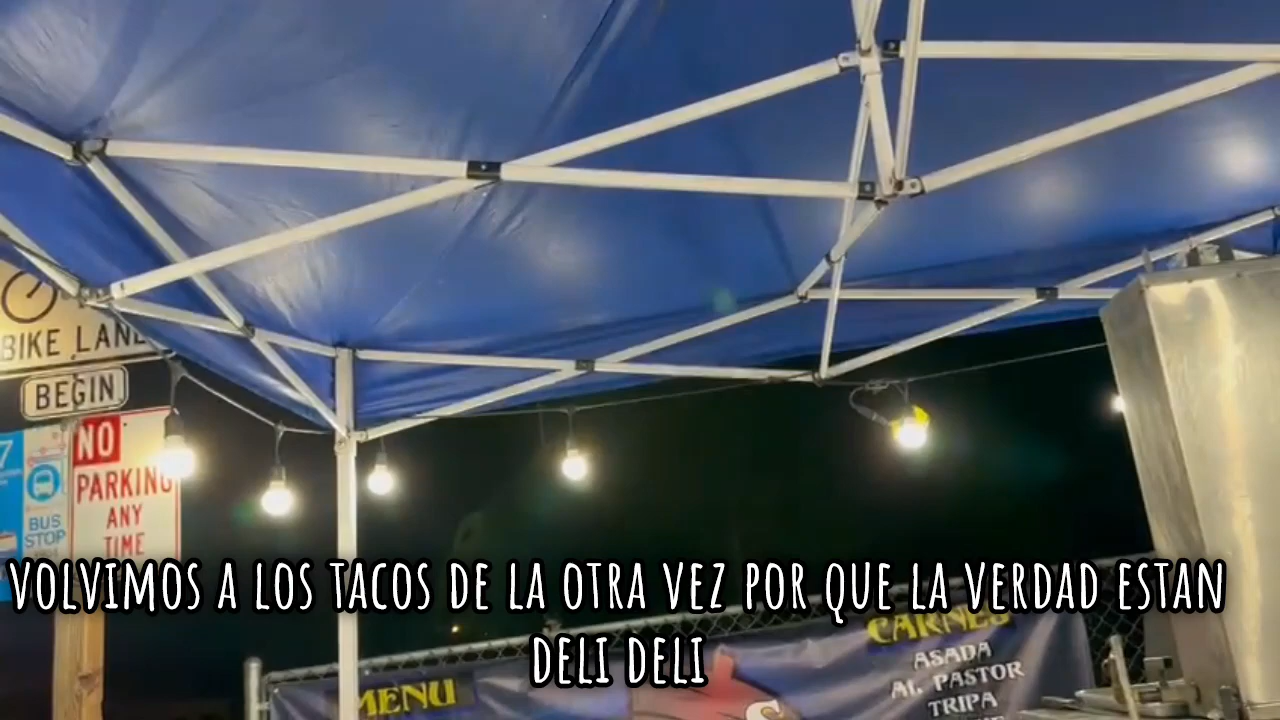 BIKE LANE
BEGIN
NO
PARKING
ANY
TIME
7
BUS
STOP
VOLVIMOS A LOS TACOS DE LA OTRA VEZ POR QUE LA VERDAD ESTAN
DELI DELI
MENU
CARNES
ASADA
AL PASTOR
TRIPA